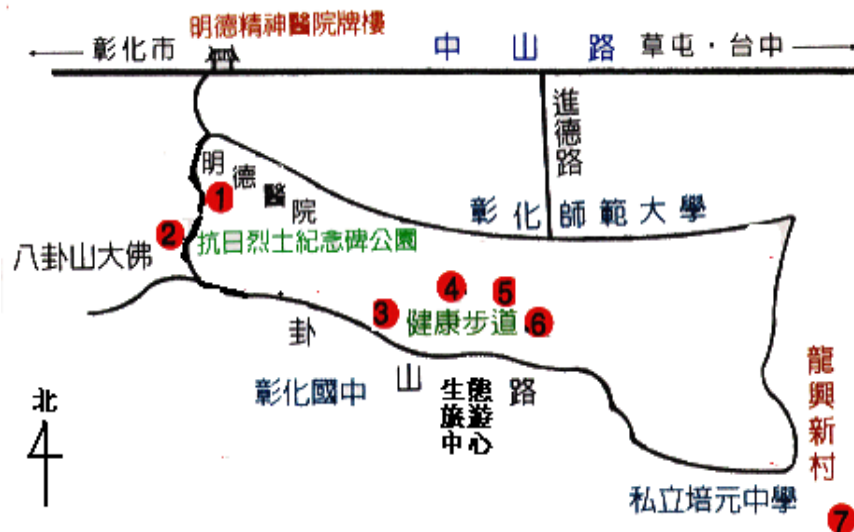 明德精神醫院牌樓
彰化市
中山路
草屯・台中
進德路
明德醫院
1
彰化師範大學
2
抗日烈士紀念碑公園
八卦山大佛
4
5
3
健康步道
6
卦山路
彰化國中
生態旅遊中心
龍興新村
北
私立培元中學
7